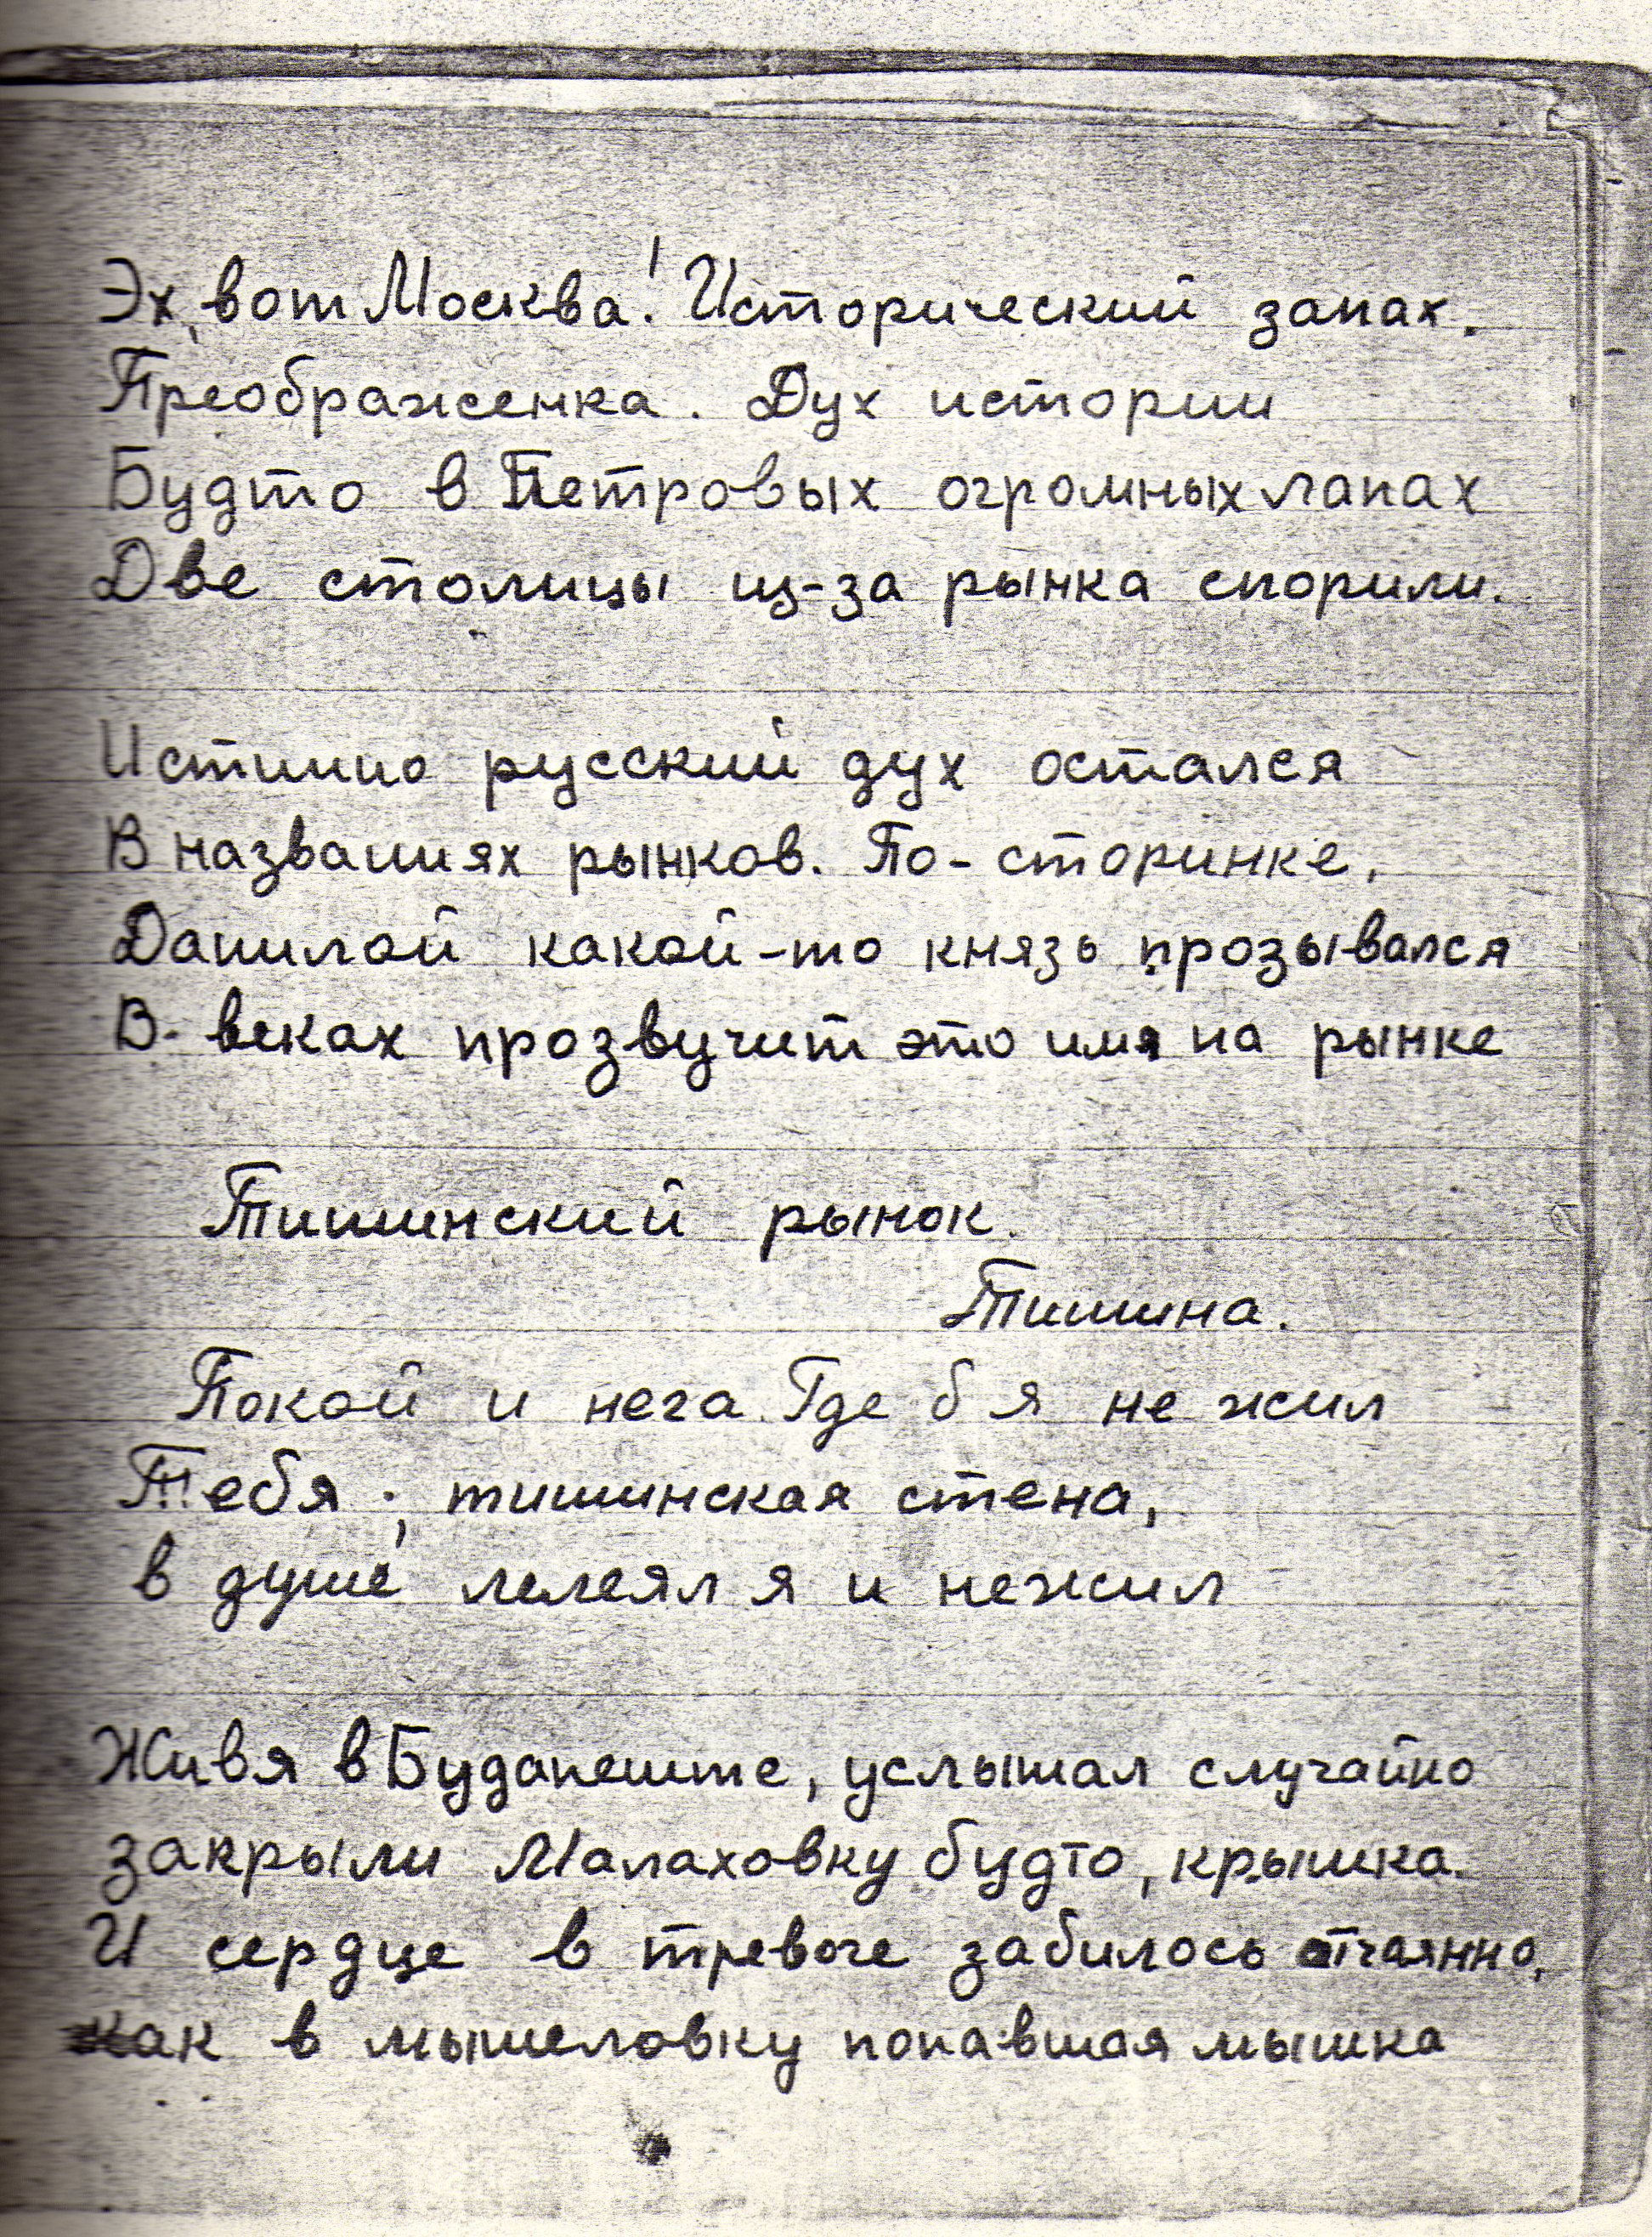 Эх, вот Москва! Исторический запах.
Преображенка. Дух истории
Будто в Петровых огромных лапах
Две столицы из-за рынка спорили.
Истинно русский дух остался
В названиях рынков. По-сторинке,
Данилой какой-то князь прозывался
В веках прозвучит это имя на рынке
Тишинский рынок.
Тишина.
Покой и нега. Где б я не жил
Тебя, тишинская стена,
в душе лелеял я и нежил
Живя в Будапеште, услышал случайно
закрыли Малаховку будто, крышка.
И сердце в тревоге забилось отчаянно,
как в мышеловку попавшая мышка